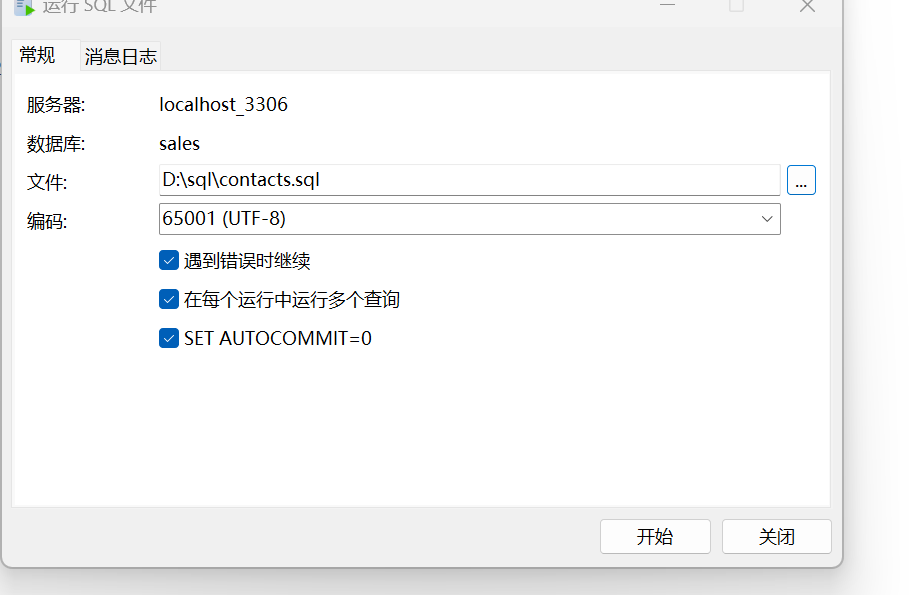 运行 SQL 文件
常规 消息日志
服务器: localhost_3306
数据库: sales
文件: D:\sql\contacts.sql ...
编码: 65001 (UTF-8)
遇到错误时继续
在每个运行中运行多个查询
SET AUTOCOMMIT=0
开始 关闭